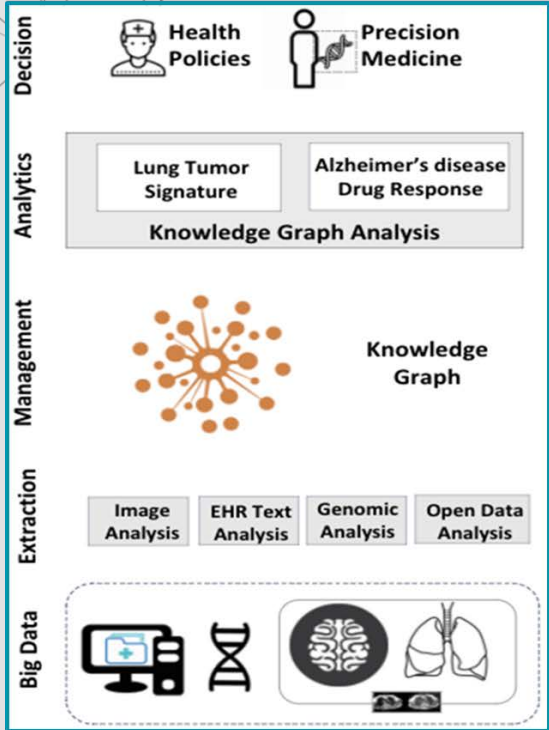 Decision
Health
Policies
Precision
Medicine
Analytics
Lung Tumor
Signature
Alzheimer's disease
Drug Response
Knowledge Graph Analysis
Management
Knowledge
Graph
Extraction
Image
Analysis
EHR Text
Analysis
Genomic
Analysis
Open Data
Analysis
Big Data